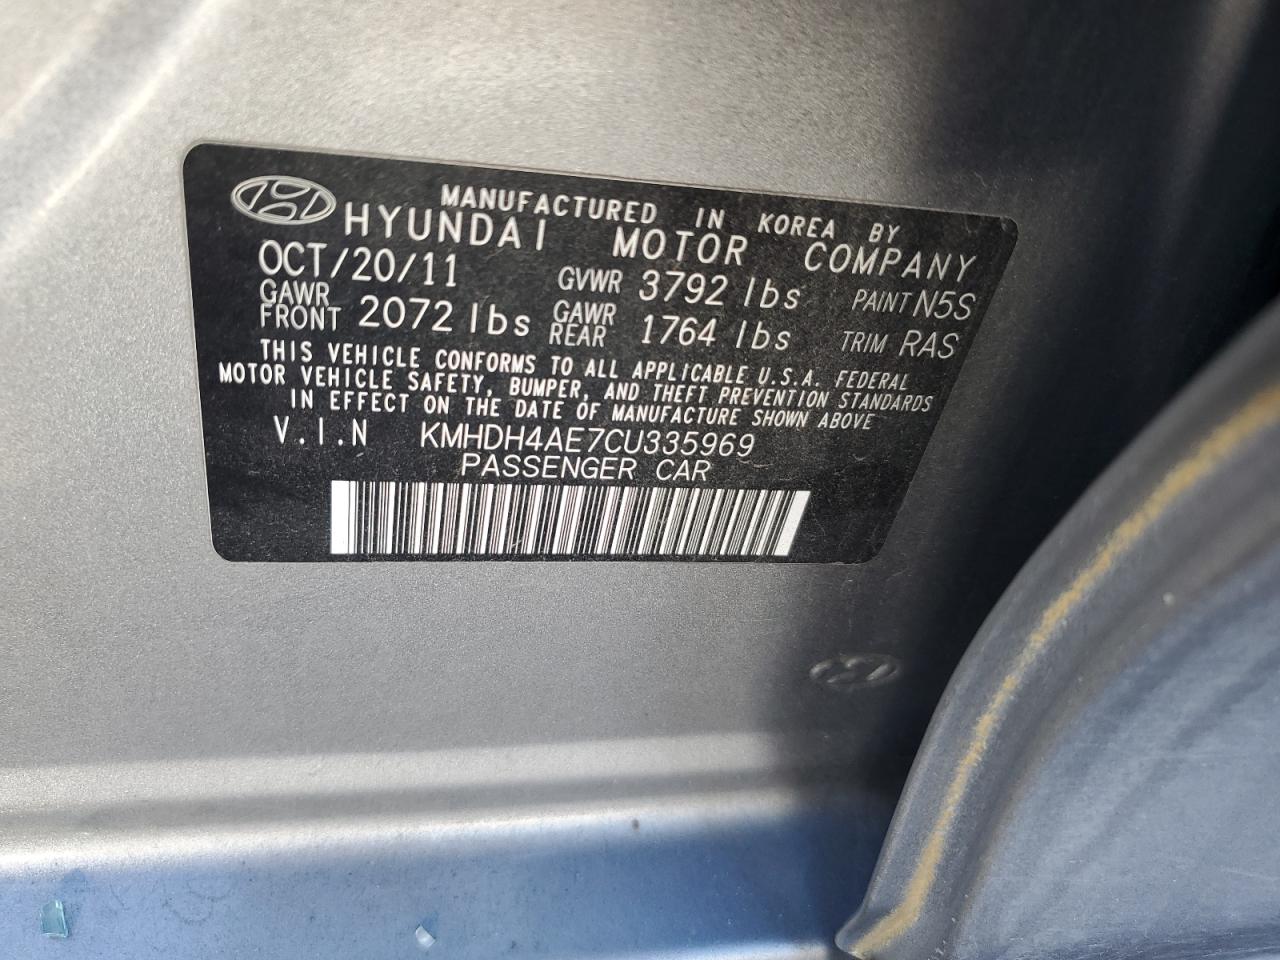 MANUFACTURED IN KOREA BY
HYUNDAI MOTOR COMPANY
OCT/20/11 GVWR 3792 lbs PAINT N5S
GAWR FRONT 2072 lbs GAWR REAR 1764 lbs TRIM RAS
THIS VEHICLE CONFORMS TO ALL APPLICABLE U.S.A. FEDERAL
MOTOR VEHICLE SAFETY, BUMPER, AND THEFT PREVENTION STANDARDS
IN EFFECT ON THE DATE OF MANUFACTURE SHOWN ABOVE
V.I.N KMHDH4AE7CU335969
PASSENGER CAR